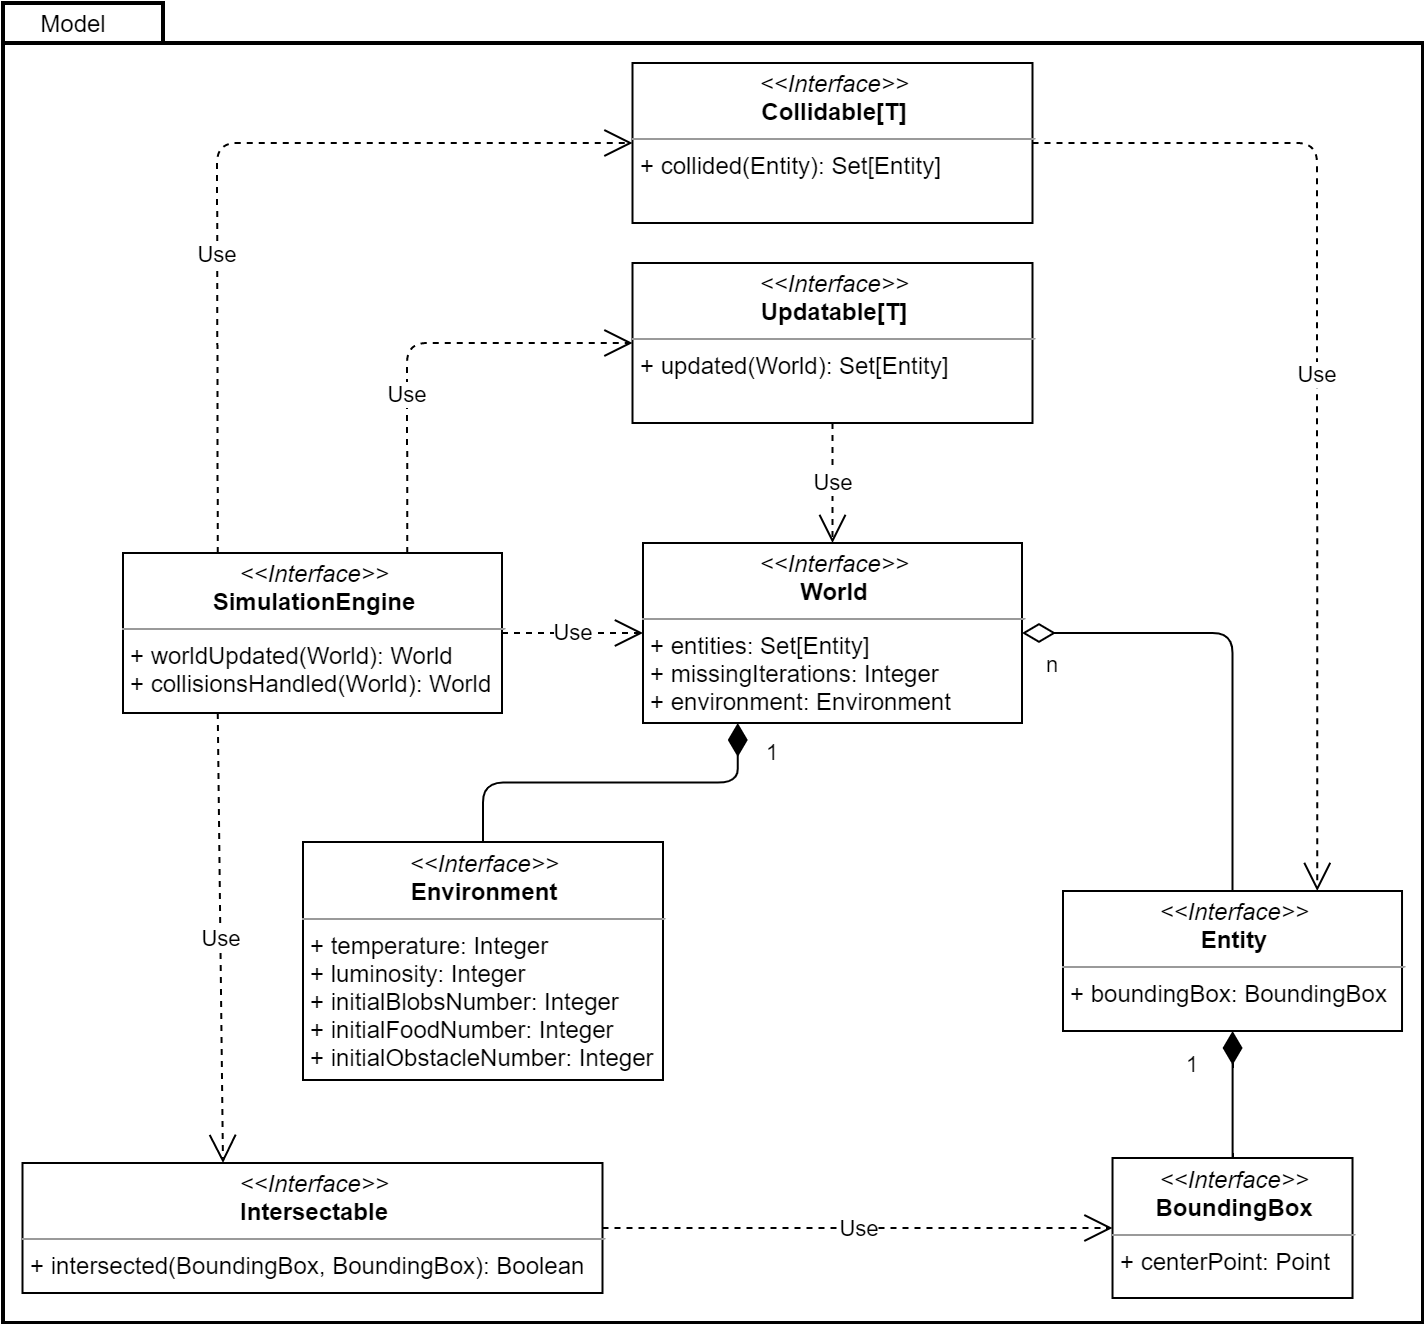 Model
<<Interface>>
Collidable[T]
+ collided(Entity): Set[Entity]
Use
<<Interface>>
Updatable[T]
+ updated(World): Set[Entity]
Use
Use
Use
<<Interface>>
SimulationEngine
+ worldUpdated(World): World
+ collisionsHandled(World): World
Use
<<Interface>>
World
+ entities: Set[Entity]
+ missingIterations: Integer
+ environment: Environment
n
1
<<Interface>>
Environment
+ temperature: Integer
+ luminosity: Integer
+ initialBlobsNumber: Integer
+ initialFoodNumber: Integer
+ initialObstacleNumber: Integer
Use
<<Interface>>
Entity
+ boundingBox: BoundingBox
1
<<Interface>>
Intersectable
+ intersected(BoundingBox, BoundingBox): Boolean
Use
<<Interface>>
BoundingBox
+ centerPoint: Point